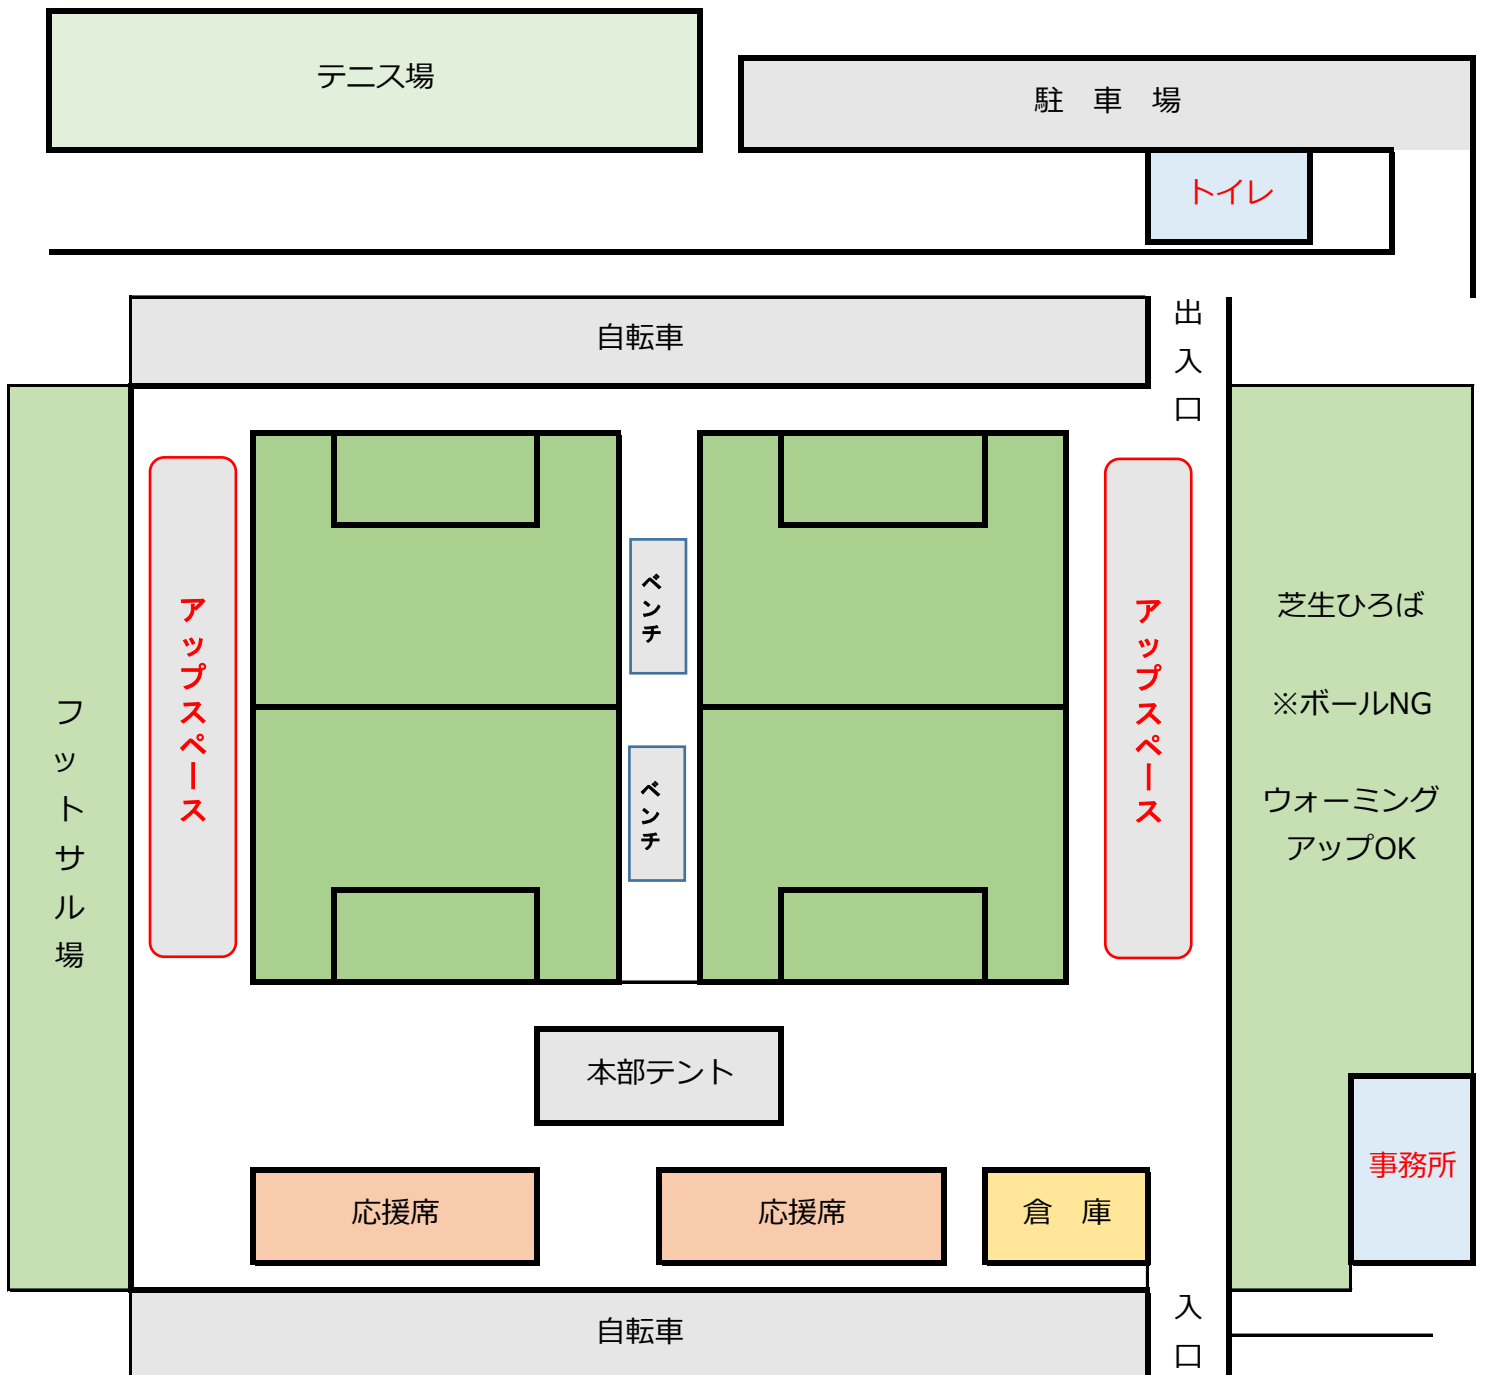 テニス場
駐　車　場
トイレ
自転車
出入口
フットサル場
アップスペース
ベンチ
ベンチ
アップスペース
芝生ひろば
※ボールNG
ウォーミング
アップOK
本部テント
事務所
応援席
応援席
倉　庫
自転車
入口